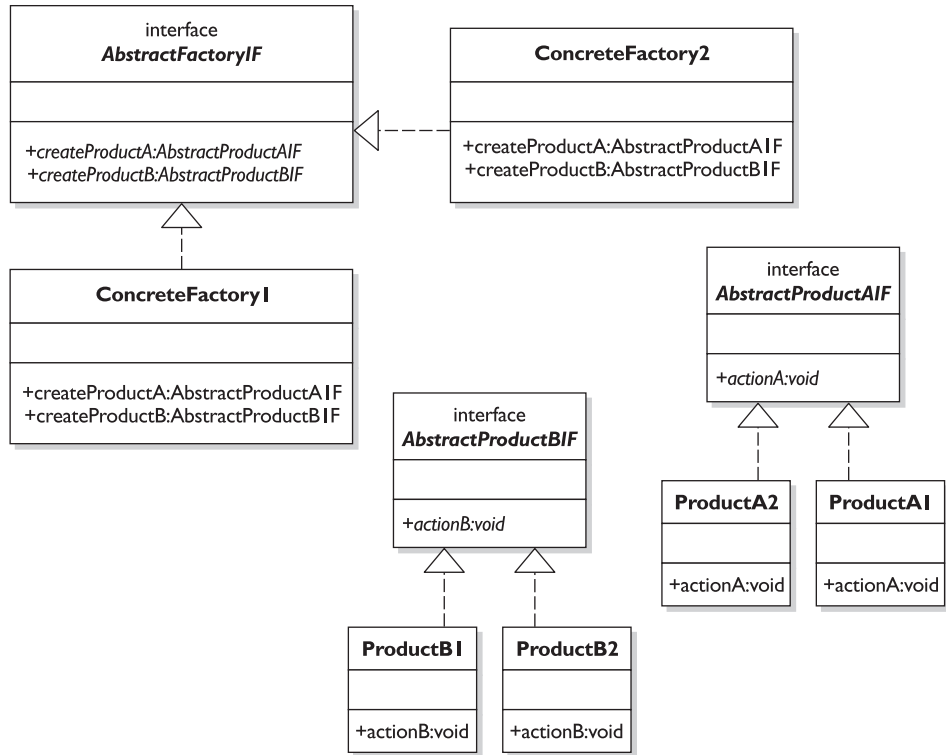 interface
AbstractFactoryIF
+createProductA:AbstractProductAIF
+createProductB:AbstractProductBIF
ConcreteFactory2
+createProductA:AbstractProductAIF
+createProductB:AbstractProductBIF
ConcreteFactory1
+createProductA:AbstractProductAIF
+createProductB:AbstractProductBIF
interface
AbstractProductAIF
+actionA:void
interface
AbstractProductBIF
+actionB:void
ProductA2
+actionA:void
ProductA1
+actionA:void
ProductB1
+actionB:void
ProductB2
+actionB:void